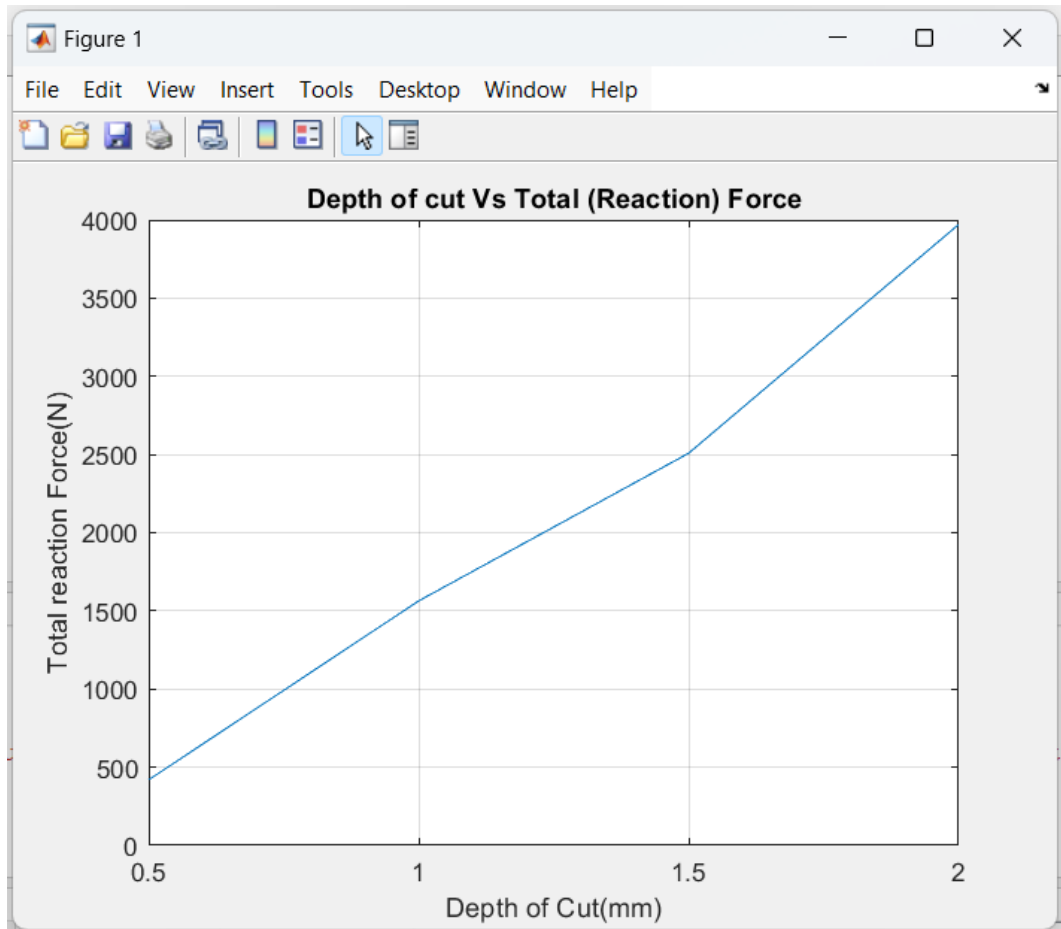 Figure 1
File Edit View Insert Tools Desktop Window Help
Depth of cut Vs Total (Reaction) Force
4000
3500
3000
2500
2000
1500
1000
500
0
Total reaction Force(N)
0.5 1 1.5 2
Depth of Cut(mm)